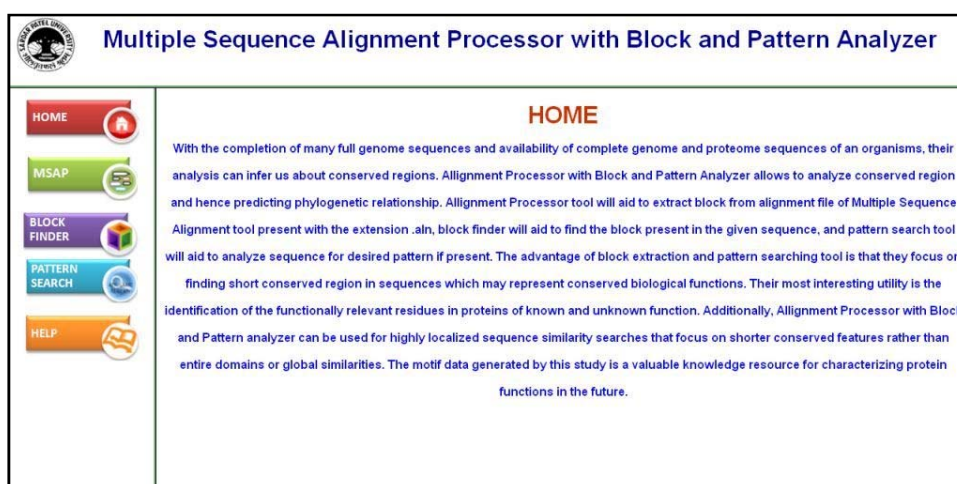 SARDAR PATEL UNIVERSITY
Multiple Sequence Alignment Processor with Block and Pattern Analyzer
HOME
MSAP
BLOCK
FINDER
PATTERN
SEARCH
HELP
HOME
With the completion of many full genome sequences and availability of complete genome and proteome sequences of an organisms, their
analysis can infer us about conserved regions. Allignment Processor with Block and Pattern Analyzer allows to analyze conserved region
and hence predicting phylogenetic relationship. Allignment Processor tool will aid to extract block from alignment file of Multiple Sequence
Alignment tool present with the extension .aln, block finder will aid to find the block present in the given sequence, and pattern search tool
will aid to analyze sequence for desired pattern if present. The advantage of block extraction and pattern searching tool is that they focus on
finding short conserved region in sequences which may represent conserved biological functions. Their most interesting utility is the
identification of the functionally relevant residues in proteins of known and unknown function. Additionally, Allignment Processor with Block
and Pattern analyzer can be used for highly localized sequence similarity searches that focus on shorter conserved features rather than
entire domains or global similarities. The motif data generated by this study is a valuable knowledge resource for characterizing protein
functions in the future.